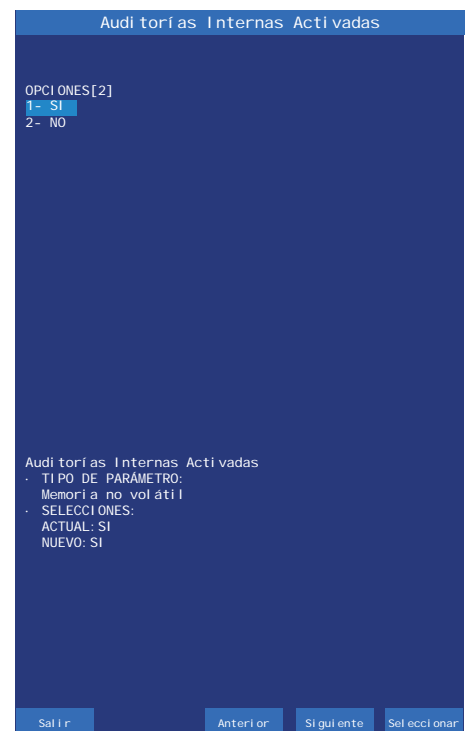 Auditorías Internas Activadas
OPCIONES[2]
1- SI
2- NO
Auditorías Internas Activadas
· TIPO DE PARÁMETRO:
Memoria no volátil
· SELECCIONES:
ACTUAL: SI
NUEVO: SI
Salir Anterior Siguiente Seleccionar